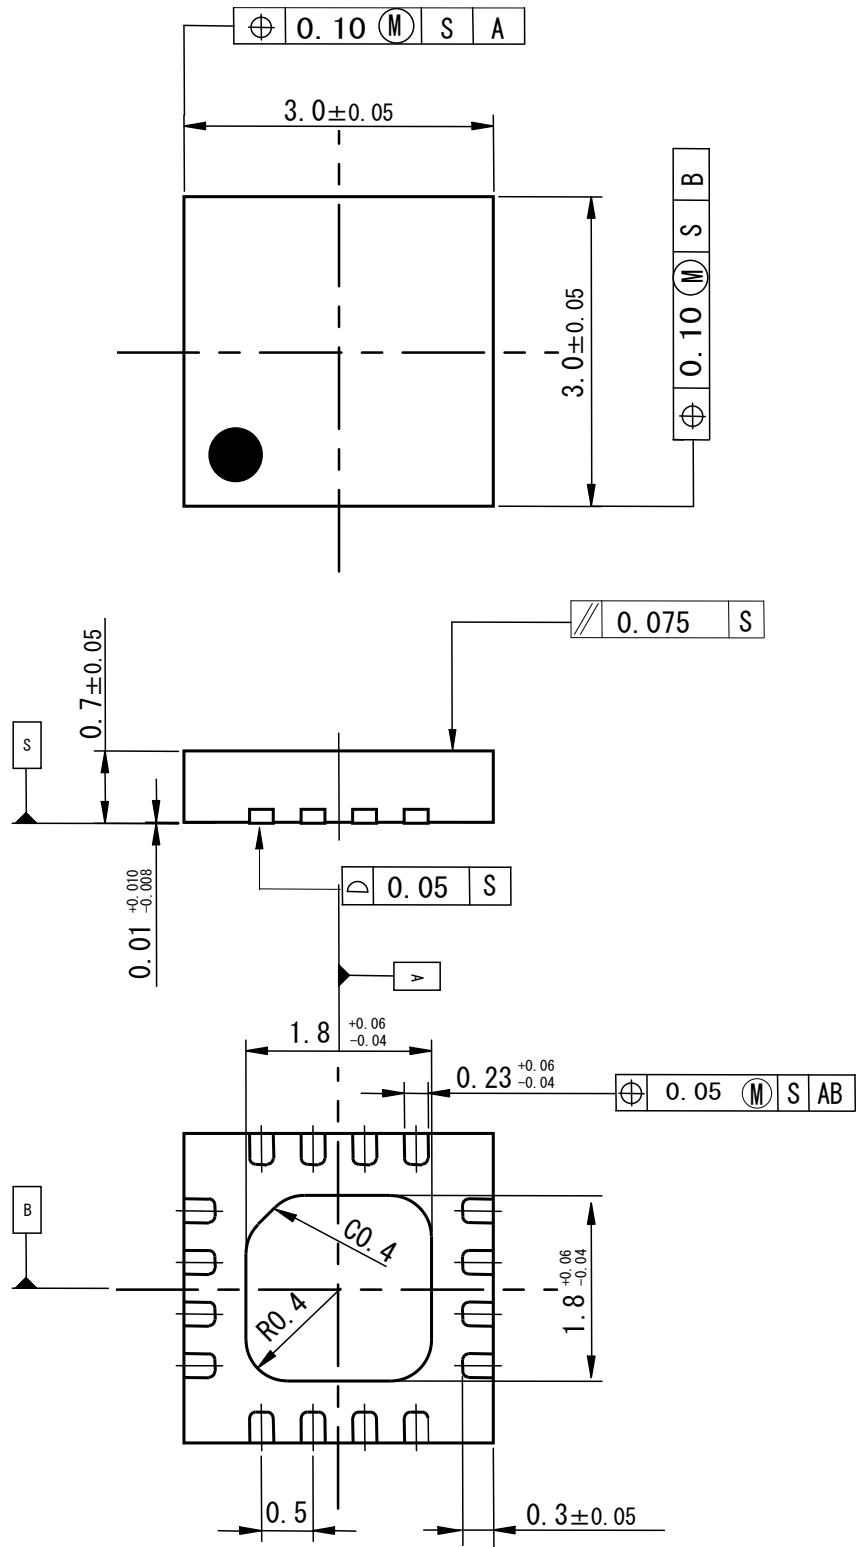 ⌖ 0.10 Ⓜ S A
3.0±0.05
3.0±0.05
⌖ 0.10 Ⓜ S B
⫽ 0.075 S
0.7±0.05
S
0.01 +0.010 -0.008
⌓ 0.05 S
A
1.8 +0.06 -0.04
0.23 +0.06 -0.04
⌖ 0.05 Ⓜ S AB
B
C0.4
R0.4
1.8 +0.06 -0.04
0.5
0.3±0.05